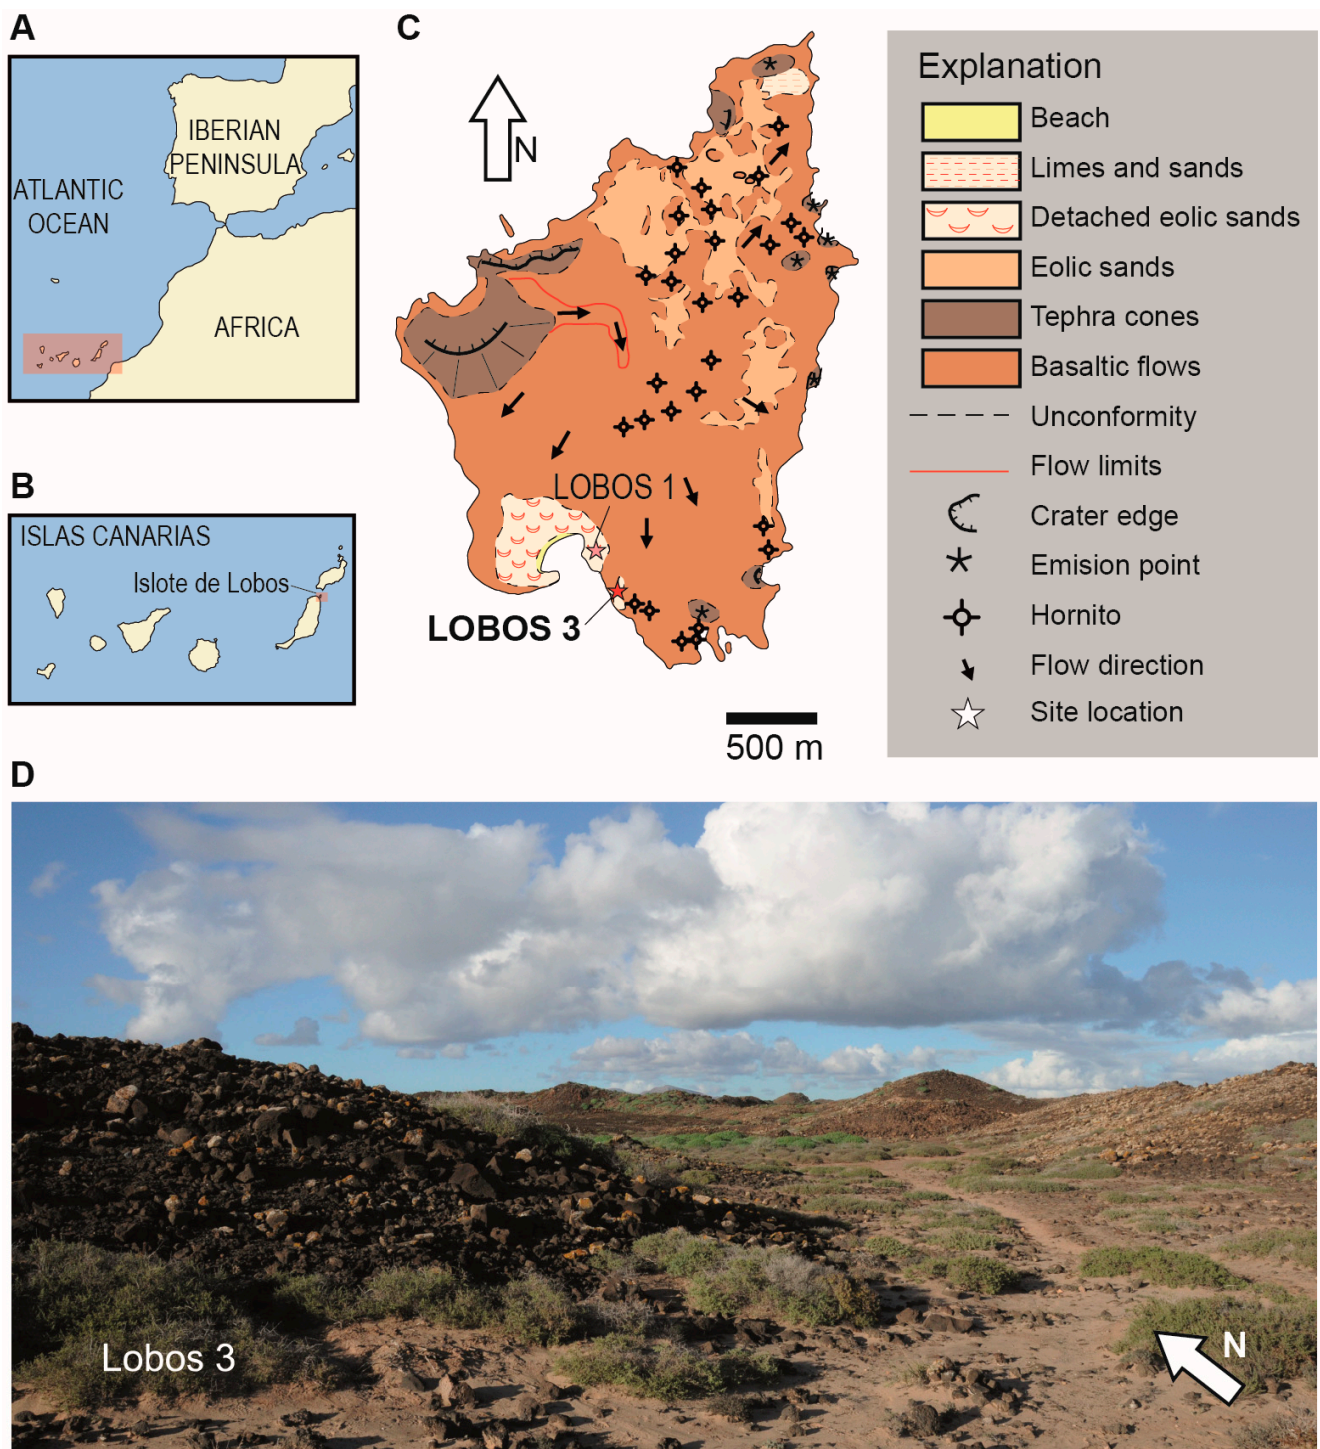 A
IBERIAN
PENINSULA
ATLANTIC
OCEAN
AFRICA
B
ISLAS CANARIAS
Islote de Lobos
C
N
LOBOS 1
LOBOS 3
500 m
Explanation
Beach
Limes and sands
Detached eolic sands
Eolic sands
Tephra cones
Basaltic flows
Unconformity
Flow limits
Crater edge
Emision point
Hornito
Flow direction
Site location
D
Lobos 3
N